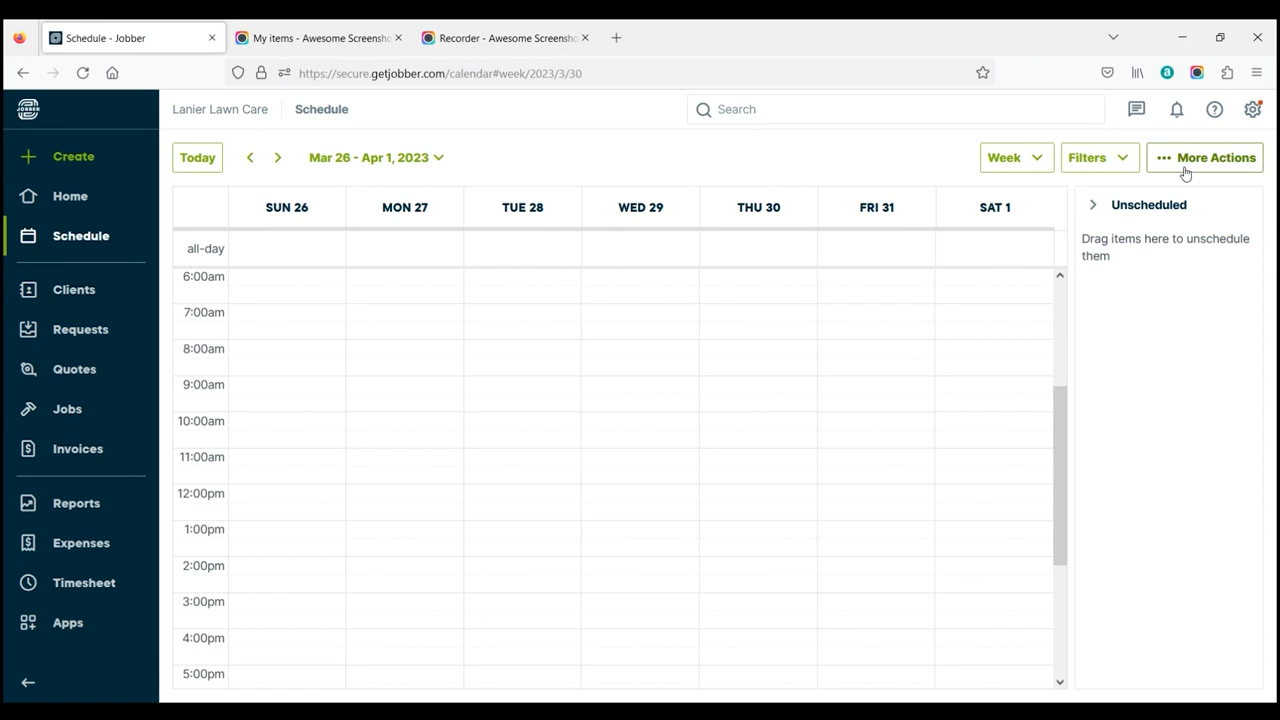 Schedule - Jobber
My items - Awesome Screensho
Recorder - Awesome Screensho
https://secure.getjobber.com/calendar#week/2023/3/30
JOBBER
Lanier Lawn Care
Schedule
Search
Create
Home
Schedule
Clients
Requests
Quotes
Jobs
Invoices
Reports
Expenses
Timesheet
Apps
Today
Mar 26 - Apr 1, 2023
Week
Filters
More Actions
SUN 26
MON 27
TUE 28
WED 29
THU 30
FRI 31
SAT 1
all-day
6:00am
7:00am
8:00am
9:00am
10:00am
11:00am
12:00pm
1:00pm
2:00pm
3:00pm
4:00pm
5:00pm
Unscheduled
Drag items here to unschedule
them